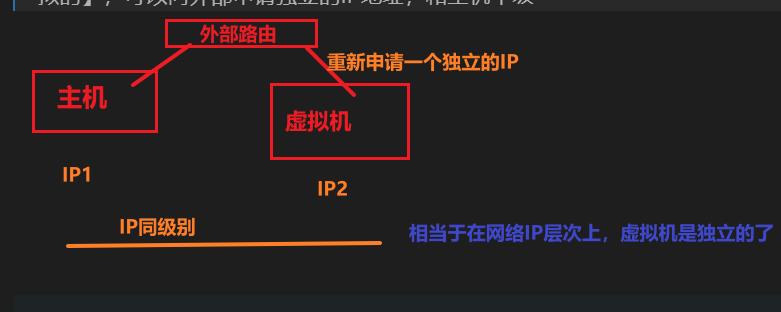 拟的】，可以向外部申请独立的IP地址，和主机平级
外部路由
重新申请一个独立的IP
主机
虚拟机
IP1
IP2
IP同级别
相当于在网络IP层次上，虚拟机是独立的了